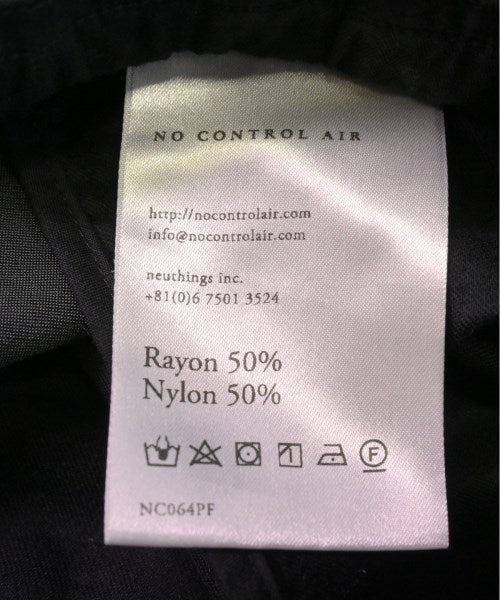 NO CONTROL AIR
http://nocontrolair.com
info@nocontrolair.com
neuthings inc.
+81(0)6 7501 3524
Rayon 50%
Nylon 50%
F
NC064PF